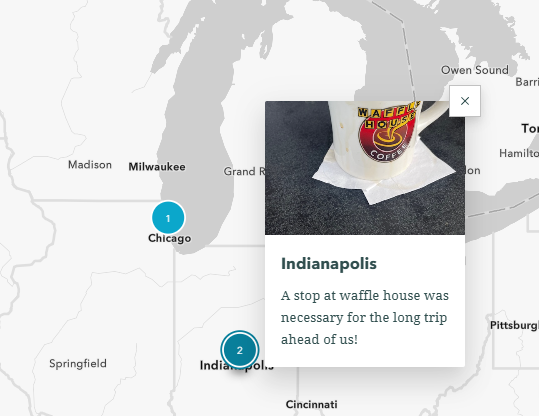 Owen Sound
Barri
WAFFLE
HOUSE
COFFEE
Tor
Hamilto
Madison
Milwaukee
Grand R
don
1
Chicago
Indianapolis
A stop at waffle house was
necessary for the long trip
ahead of us!
Pittsburgh
2
Springfield
Indianapolis
Cincinnati